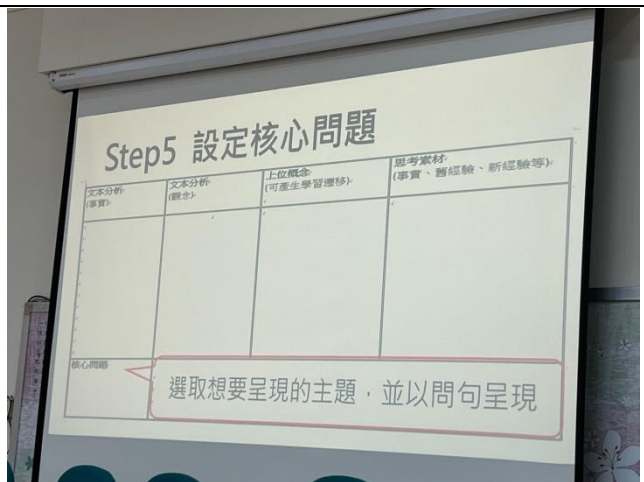 Step5 設定核心問題
文本分析
(事實)
文本分析
(觀念)
上位概念
(可產生學習遷移)
思考素材
(事實、舊經驗、新經驗等)
核心問題
選取想要呈現的主題，並以問句呈現